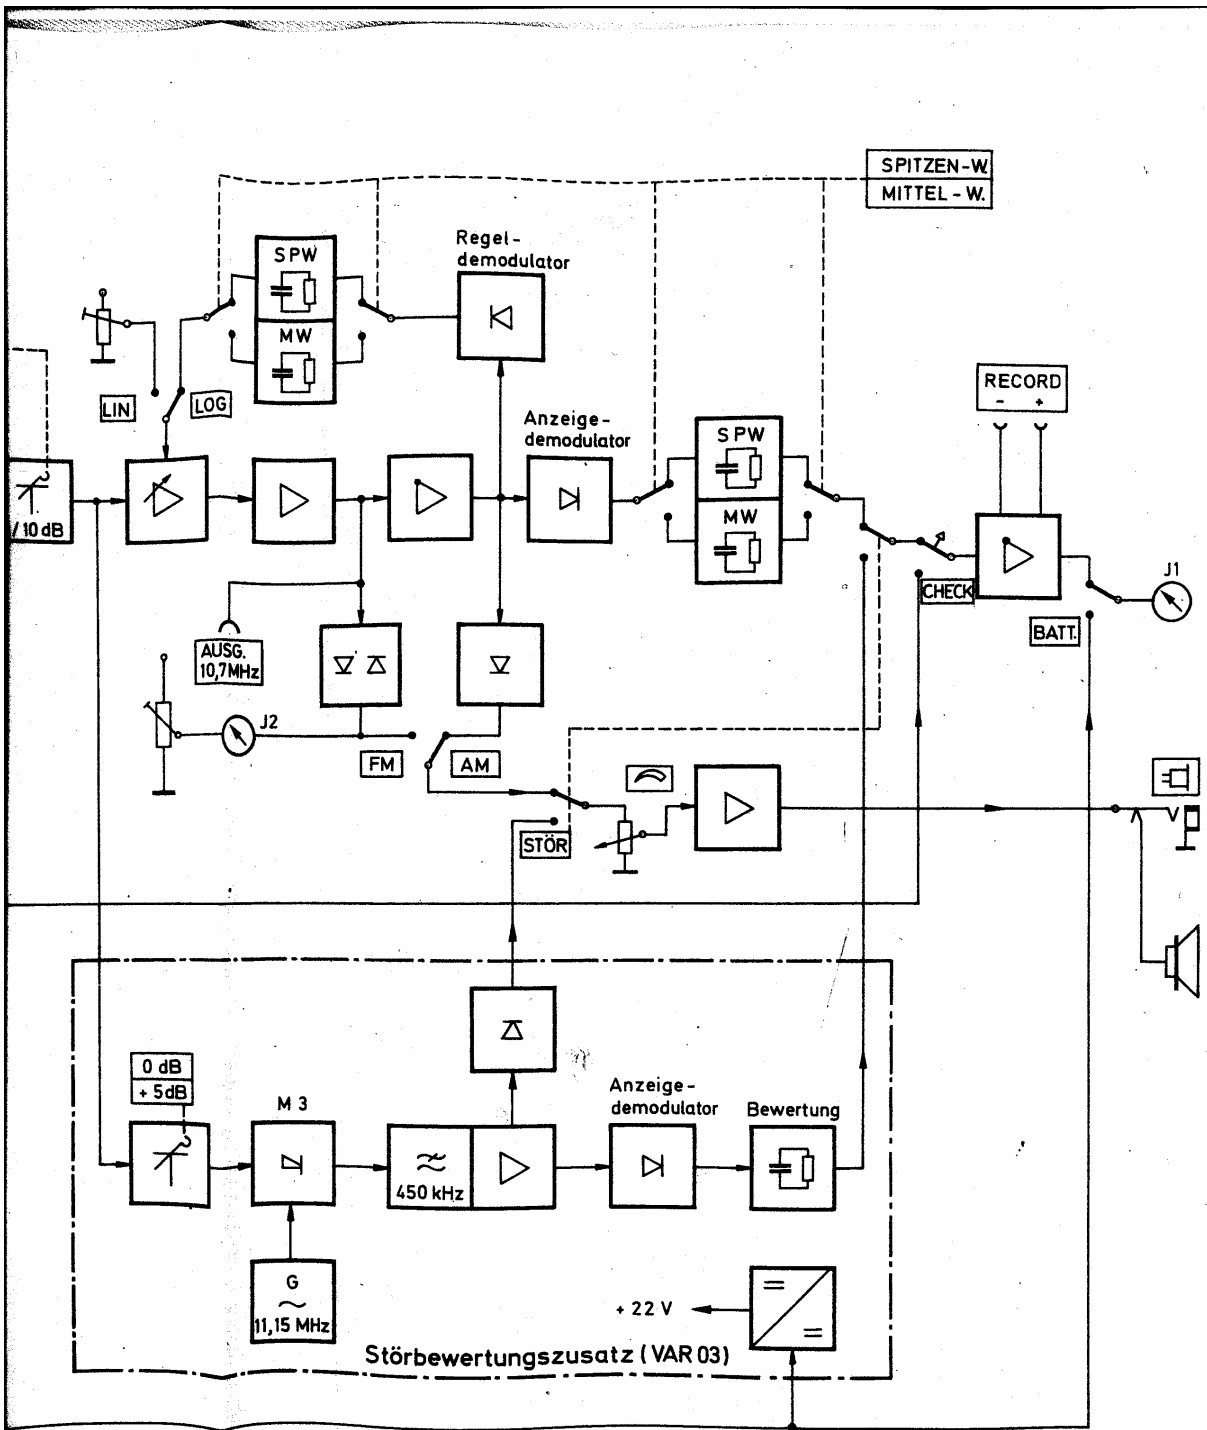 SPITZEN-W.
MITTEL-W.
Regel-
demodulator
SPW
MW
LIN
LOG
Anzeige-
demodulator
SPW
MW
RECORD
- +
/10 dB
CHECK
J1
BATT.
AUSG.
10,7MHz
J2
FM
AM
STÖR
0 dB
+ 5dB
M 3
Anzeige-
demodulator
Bewertung
450 kHz
G
11,15 MHz
+ 22 V
Störbewertungszusatz (VAR 03)